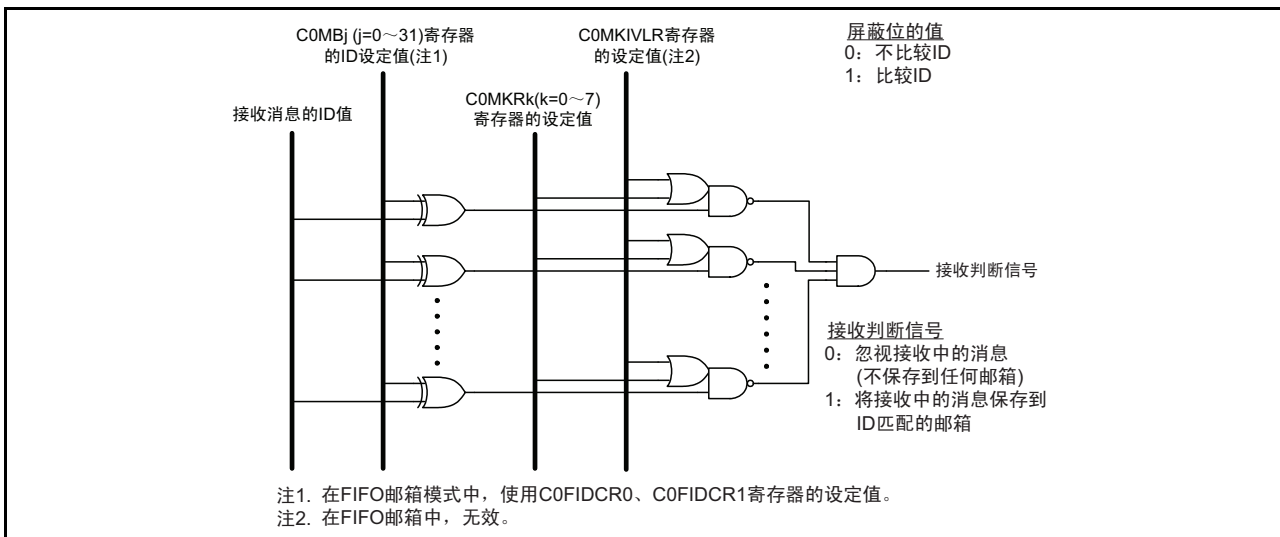 C0MBj (j=0～31)寄存器
的ID设定值(注1)
C0MKIVLR寄存器
的设定值(注2)
屏蔽位的值
0：不比较ID
1：比较ID
接收消息的ID值
C0MKRk(k=0～7)
寄存器的设定值
接收判断信号
接收判断信号
0：忽视接收中的消息
(不保存到任何邮箱)
1：将接收中的消息保存到
ID匹配的邮箱
注1. 在FIFO邮箱模式中，使用C0FIDCR0、C0FIDCR1寄存器的设定值。
注2. 在FIFO邮箱中，无效。